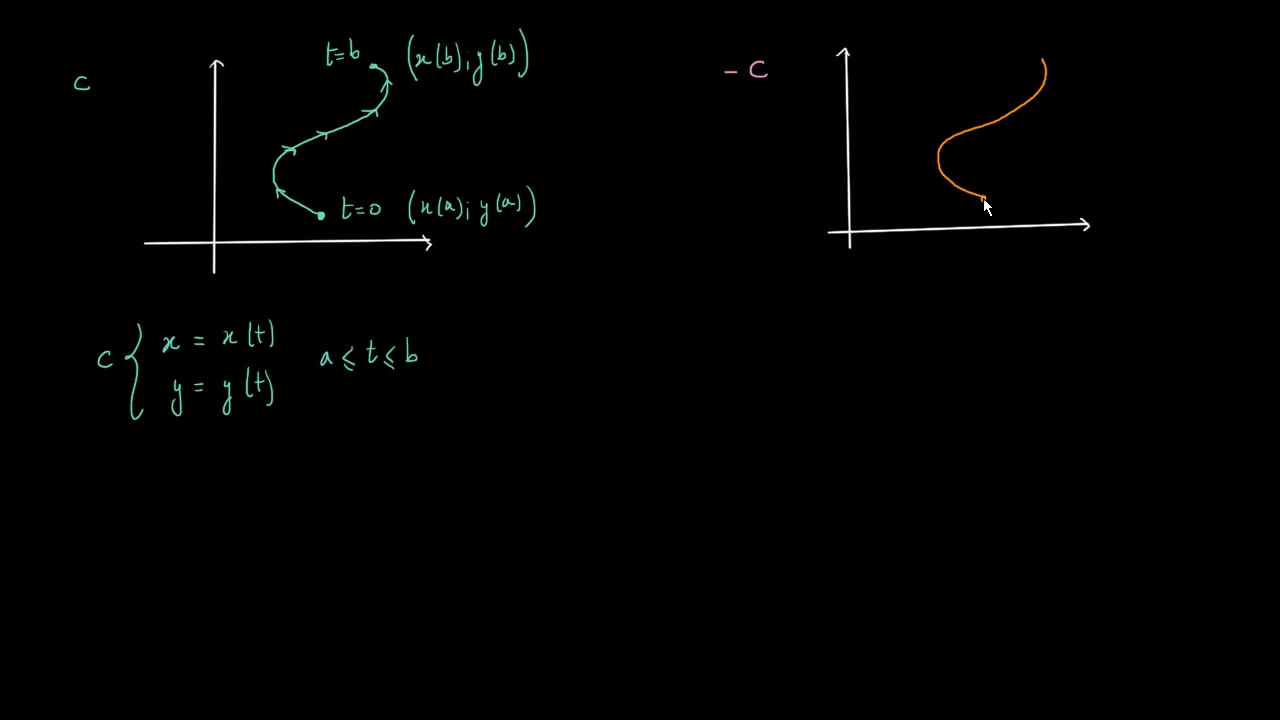 C
t=b (x(b), y(b))
t=0 (x(a), y(a))
- C
C { x = x(t)
y = y(t)
a ≤ t ≤ b